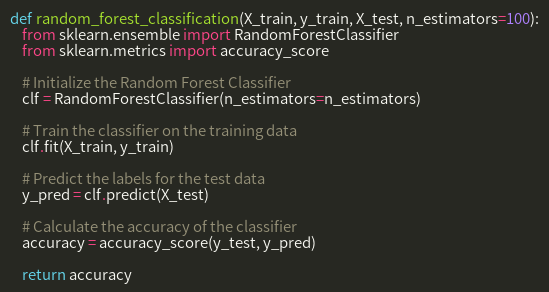 def random_forest_classification(X_train, y_train, X_test, n_estimators=100):
from sklearn.ensemble import RandomForestClassifier
from sklearn.metrics import accuracy_score
# Initialize the Random Forest Classifier
clf = RandomForestClassifier(n_estimators=n_estimators)
# Train the classifier on the training data
clf.fit(X_train, y_train)
# Predict the labels for the test data
y_pred = clf.predict(X_test)
# Calculate the accuracy of the classifier
accuracy = accuracy_score(y_test, y_pred)
return accuracy